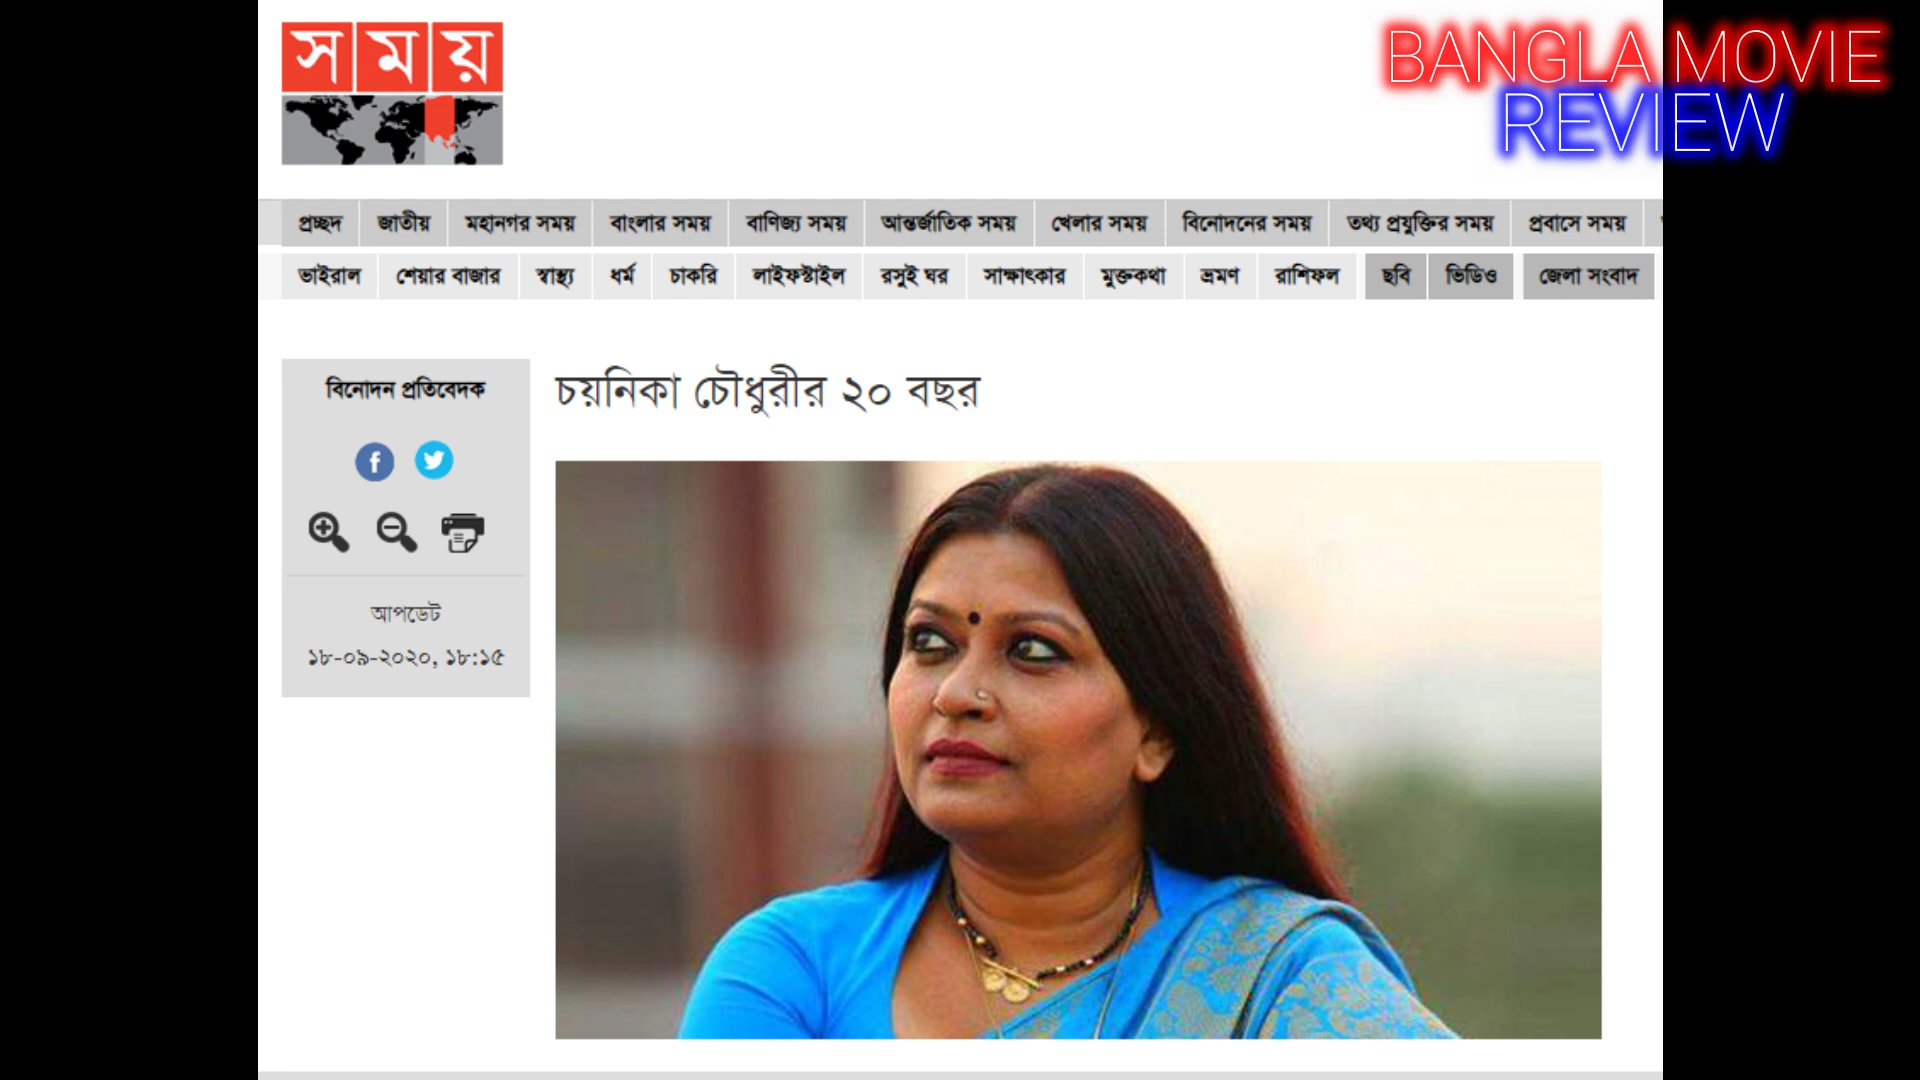 সময়
BANGLA MOVIE
REVIEW
প্রচ্ছদ জাতীয় মহানগর সময় বাংলার সময় বাণিজ্য সময় আন্তর্জাতিক সময় খেলার সময় বিনোদনের সময় তথ্য প্রযুক্তির সময় প্রবাসে সময়
ভাইরাল শেয়ার বাজার স্বাস্থ্য ধর্ম চাকরি লাইফস্টাইল রসুই ঘর সাক্ষাৎকার মুক্তকথা ভ্রমণ রাশিফল ছবি ভিডিও জেলা সংবাদ
বিনোদন প্রতিবেদক
আপডেট
১৮-০৯-২০২০, ১৮:১৫
চয়নিকা চৌধুরীর ২০ বছর